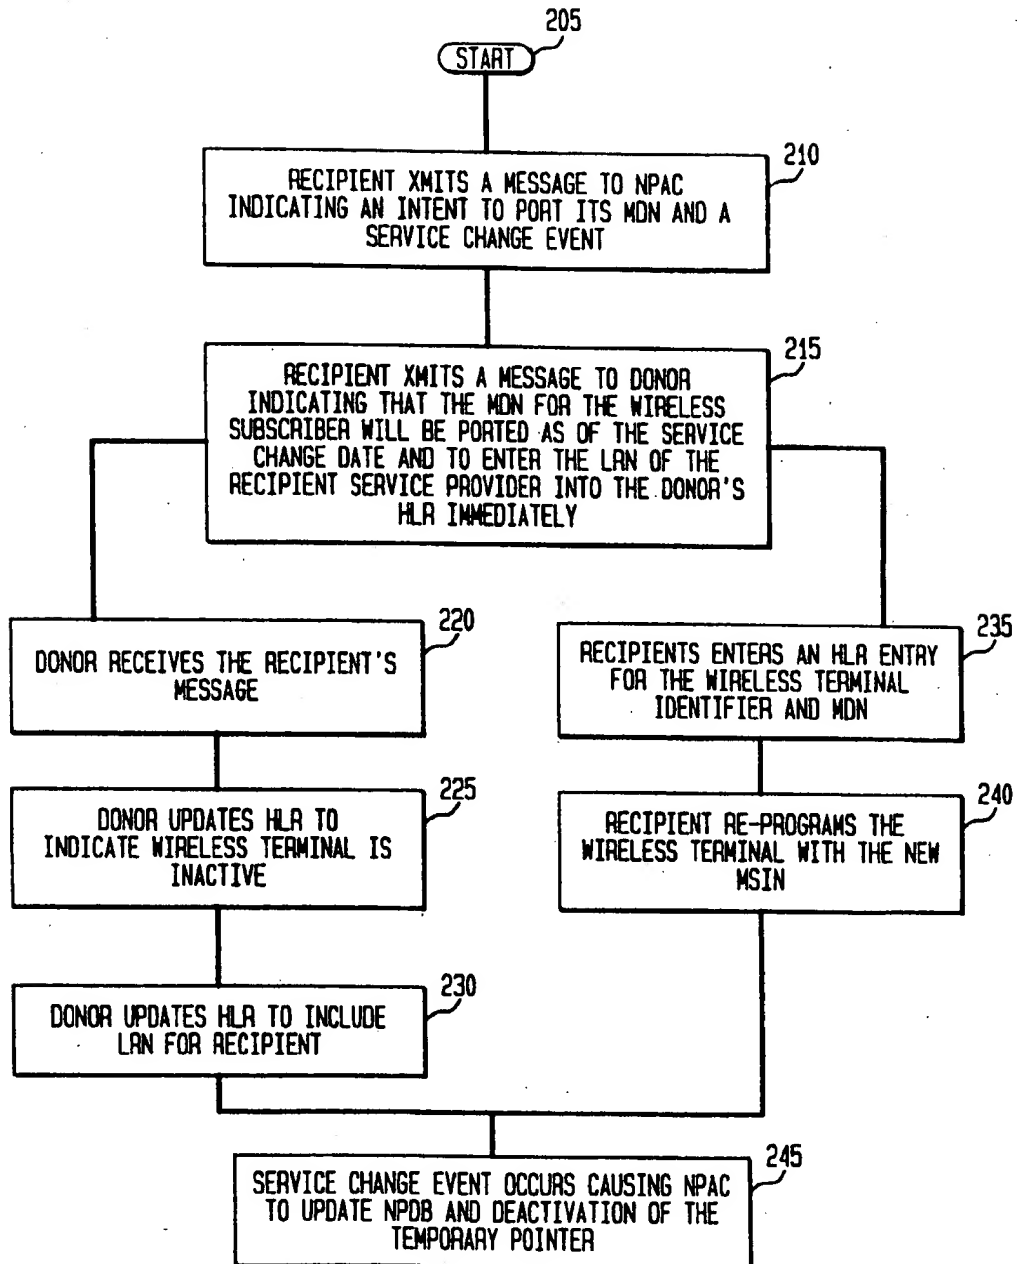 205
START
210
RECIPIENT XMITS A MESSAGE TO NPAC
INDICATING AN INTENT TO PORT ITS MDN AND A
SERVICE CHANGE EVENT
215
RECIPIENT XMITS A MESSAGE TO DONOR
INDICATING THAT THE MDN FOR THE WIRELESS
SUBSCRIBER WILL BE PORTED AS OF THE SERVICE
CHANGE DATE AND TO ENTER THE LRN OF THE
RECIPIENT SERVICE PROVIDER INTO THE DONOR'S
HLR IMMEDIATELY
220
DONOR RECEIVES THE RECIPIENT'S
MESSAGE
235
RECIPIENTS ENTERS AN HLR ENTRY
FOR THE WIRELESS TERMINAL
IDENTIFIER AND MDN
225
DONOR UPDATES HLR TO
INDICATE WIRELESS TERMINAL IS
INACTIVE
240
RECIPIENT RE-PROGRAMS THE
WIRELESS TERMINAL WITH THE NEW
MSIN
230
DONOR UPDATES HLR TO INCLUDE
LRN FOR RECIPIENT
245
SERVICE CHANGE EVENT OCCURS CAUSING NPAC
TO UPDATE NPDB AND DEACTIVATION OF THE
TEMPORARY POINTER